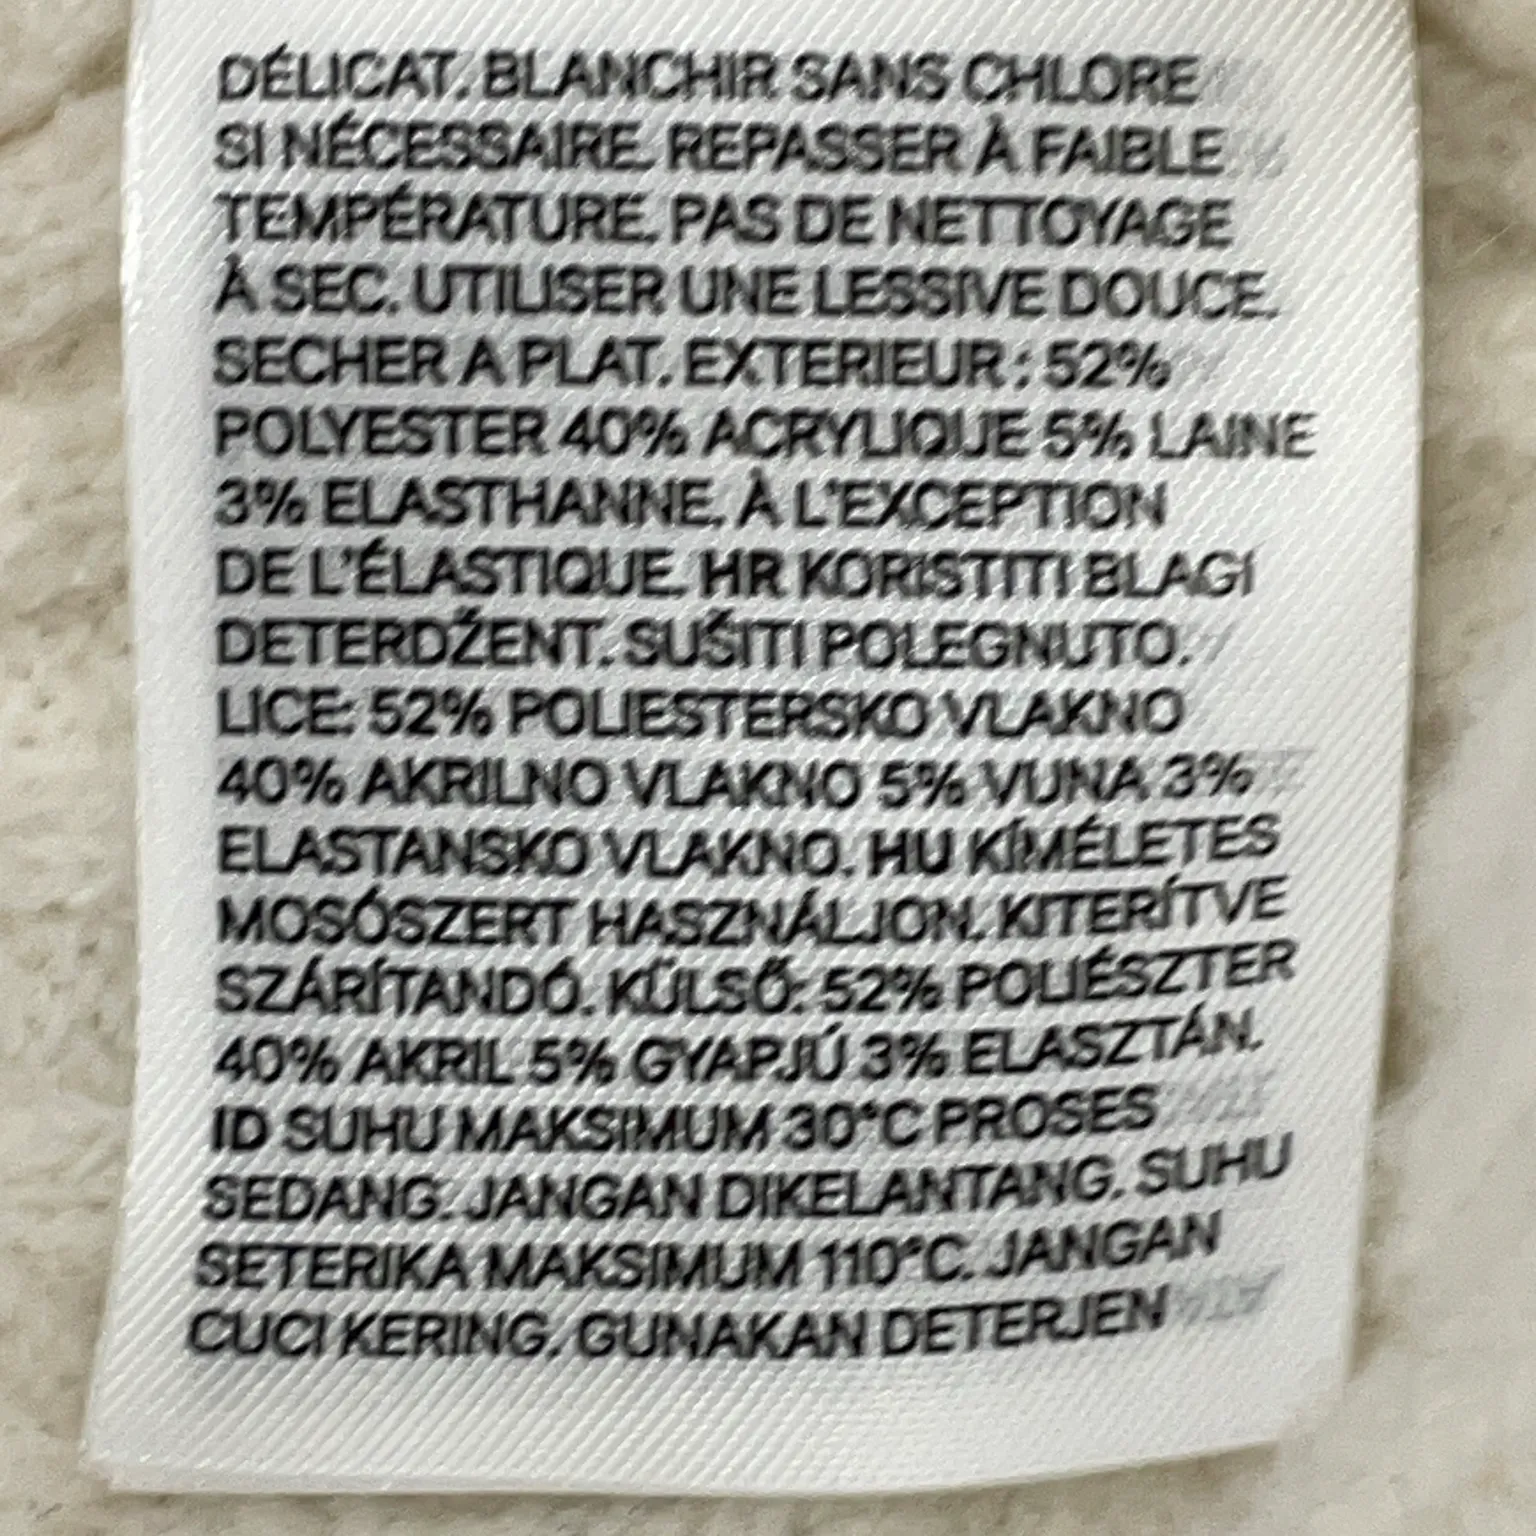 DÉLICAT. BLANCHIR SANS CHLORE
SI NÉCESSAIRE. REPASSER À FAIBLE
TEMPÉRATURE. PAS DE NETTOYAGE
À SEC. UTILISER UNE LESSIVE DOUCE.
SECHER A PLAT. EXTERIEUR : 52%
POLYESTER 40% ACRYLIQUE 5% LAINE
3% ELASTHANNE. À L'EXCEPTION
DE L'ÉLASTIQUE. HR KORISTITI BLAGI
DETERDŽENT. SUŠITI POLEGNUTO.
LICE: 52% POLIESTERSKO VLAKNO
40% AKRILNO VLAKNO 5% VUNA 3%
ELASTANSKO VLAKNO. HU KÍMÉLETES
MOSÓSZERT HASZNÁLJON. KITERÍTVE
SZÁRÍTANDÓ. KÜLSŐ: 52% POLIÉSZTER
40% AKRIL 5% GYAPJÚ 3% ELASZTÁN.
ID SUHU MAKSIMUM 30°C PROSES
SEDANG. JANGAN DIKELANTANG. SUHU
SETERIKA MAKSIMUM 110°C. JANGAN
CUCI KERING. GUNAKAN DETERJEN